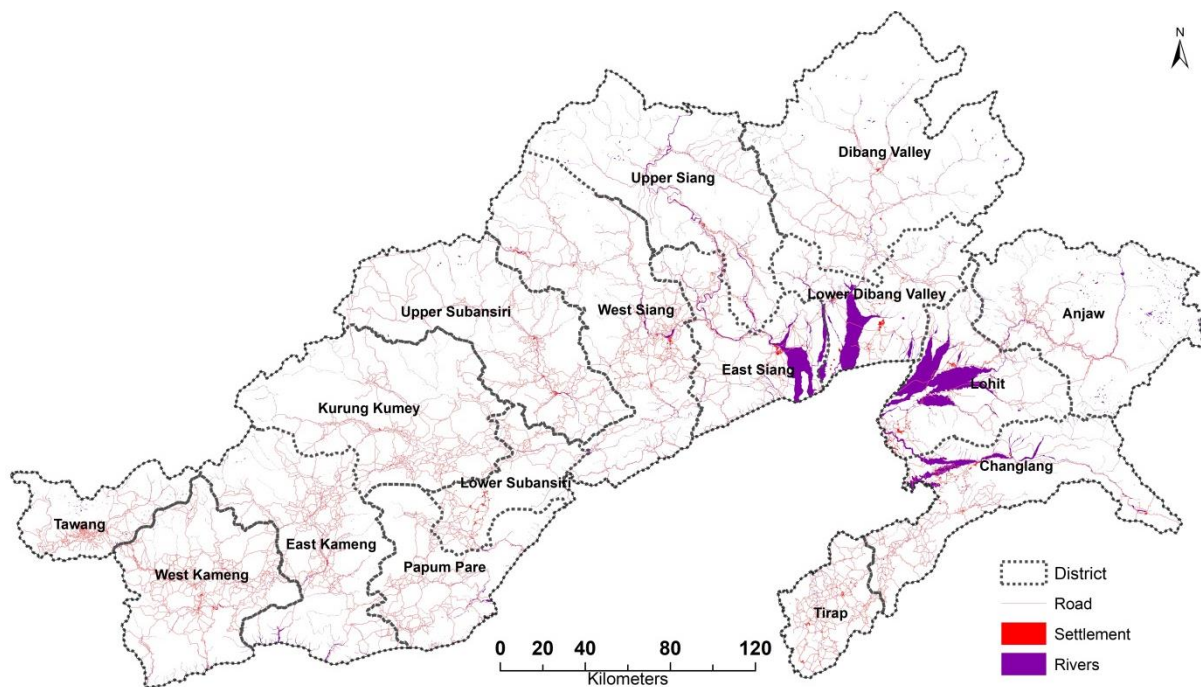 N
Dibang Valley
Upper Siang
Lower Dibang Valley
Anjaw
West Siang
Upper Subansiri
East Siang
Lohit
Kurung Kumey
Changlang
Lower Subansiri
Tawang
East Kameng
Papum Pare
West Kameng
Tirap
District
Road
Settlement
Rivers
0 20 40 80 120
Kilometers